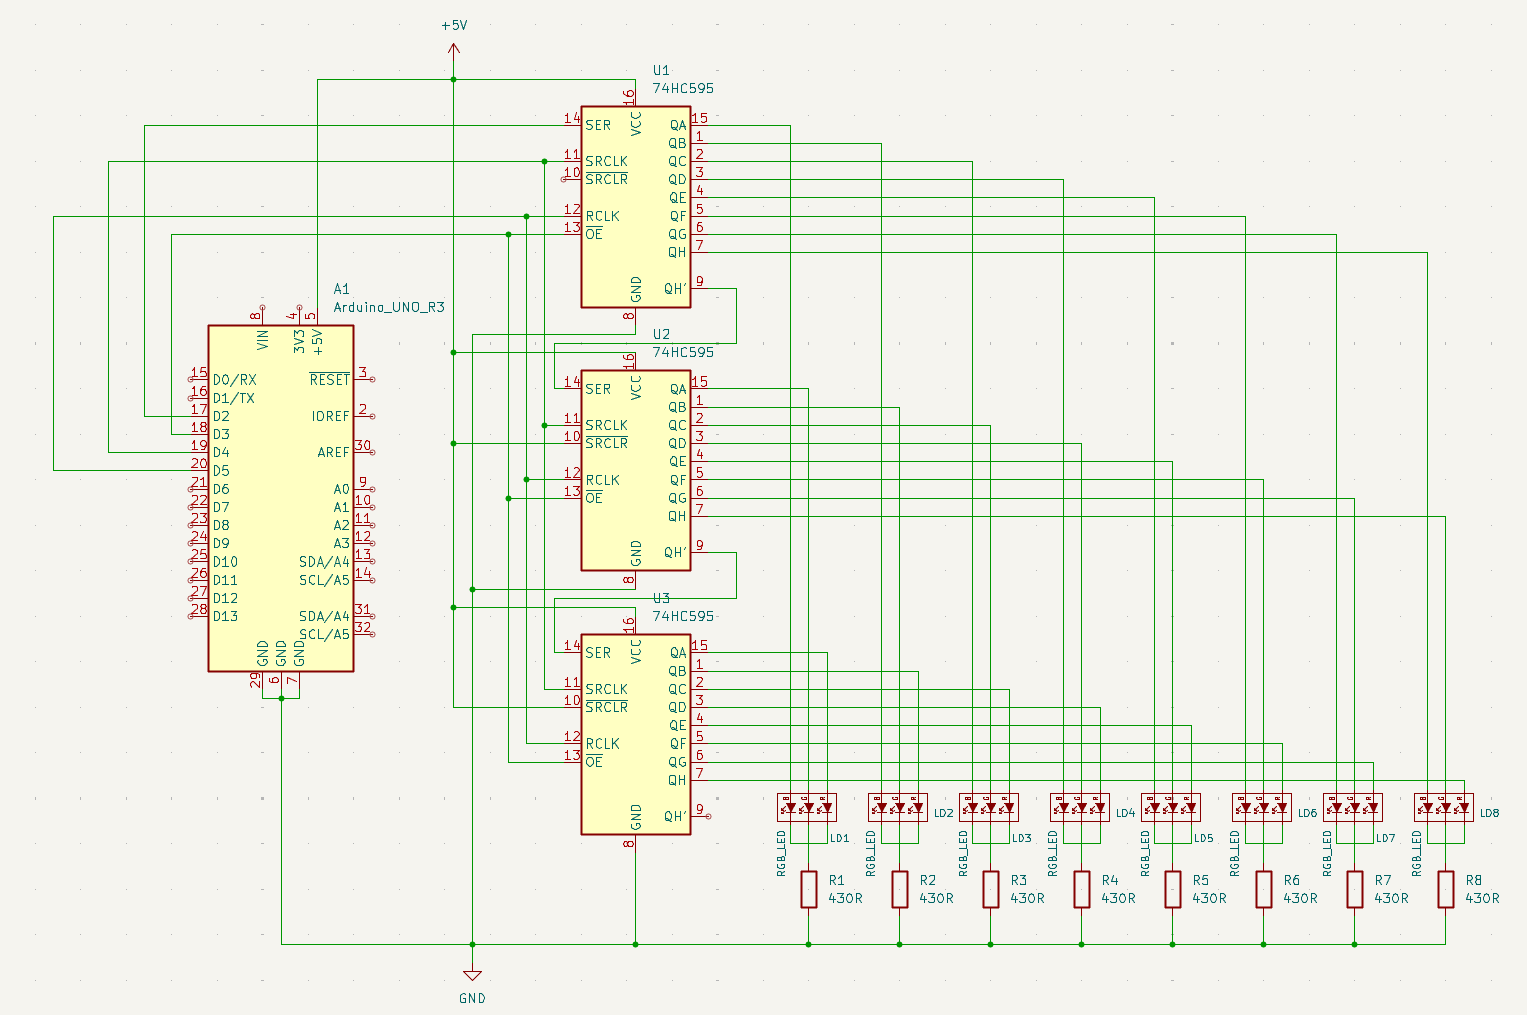 +5V
U1
74HC595
16
VCC
14 SER
11 SRCLK
10 SRCLR
12 RCLK
13 OE
GND
8
QA 15
QB 1
QC 2
QD 3
QE 4
QF 5
QG 6
QH 7
QH' 9
A1
Arduino_UNO_R3
8 4 5
VIN 3V3 +5V
15 D0/RX
16 D1/TX
17 D2
18 D3
19 D4
20 D5
21 D6
22 D7
23 D8
24 D9
25 D10
26 D11
27 D12
28 D13
RESET 3
IOREF 2
AREF 30
A0 9
A1 10
A2 11
A3 12
SDA/A4 13
SCL/A5 14
SDA/A4 31
SCL/A5 32
GND GND GND
29 6 7
U2
74HC595
16
VCC
14 SER
11 SRCLK
10 SRCLR
12 RCLK
13 OE
GND
8
QA 15
QB 1
QC 2
QD 3
QE 4
QF 5
QG 6
QH 7
QH' 9
U3
74HC595
16
VCC
14 SER
11 SRCLK
10 SRCLR
12 RCLK
13 OE
GND
8
QA 15
QB 1
QC 2
QD 3
QE 4
QF 5
QG 6
QH 7
QH' 9
B G R
LD1
RGB_LED
B G R
LD2
RGB_LED
B G R
LD3
RGB_LED
B G R
LD4
RGB_LED
B G R
LD5
RGB_LED
B G R
LD6
RGB_LED
B G R
LD7
RGB_LED
B G R
LD8
RGB_LED
R1
430R
R2
430R
R3
430R
R4
430R
R5
430R
R6
430R
R7
430R
R8
430R
GND